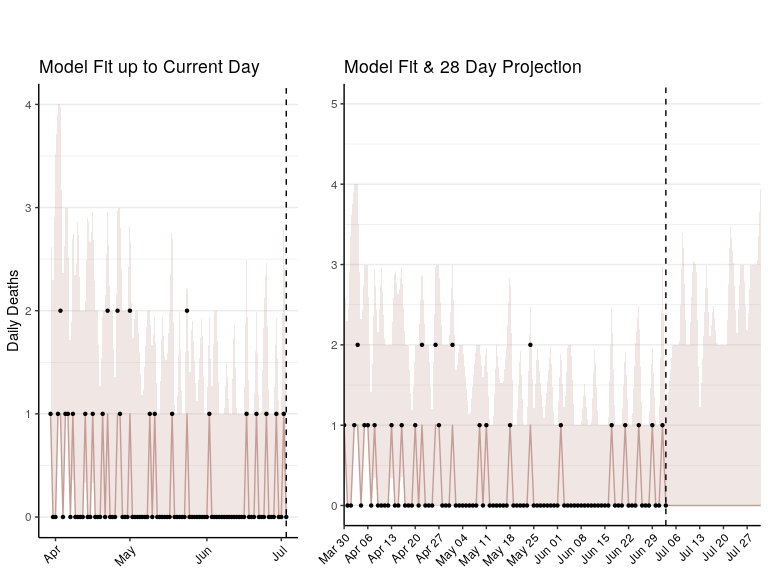 Model Fit up to Current Day
Model Fit & 28 Day Projection
Daily Deaths
4
3
2
1
0
Apr
May
Jun
Jul
5
4
3
2
1
0
Mar 30
Apr 06
Apr 13
Apr 20
Apr 27
May 04
May 11
May 18
May 25
Jun 01
Jun 08
Jun 15
Jun 22
Jun 29
Jul 06
Jul 13
Jul 20
Jul 27